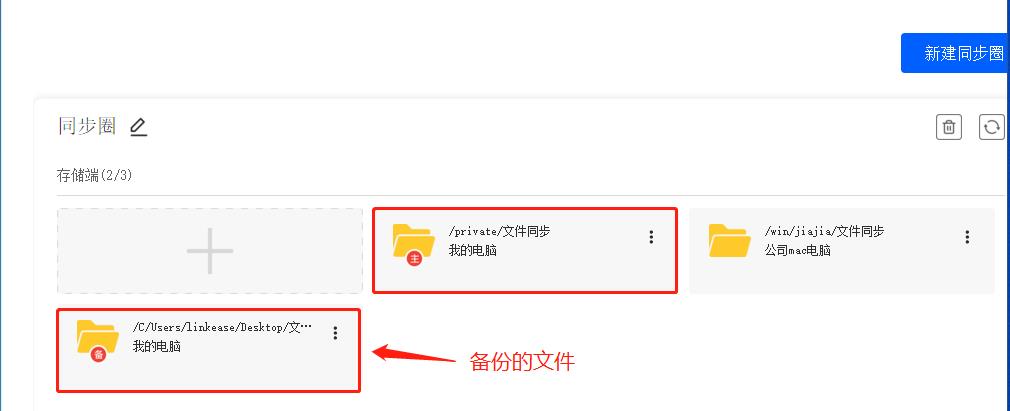 新建同步圈
同步圈
存储端(2/3)
/private/文件同步
我的电脑
主
/win/jiajia/文件同步
公司mac电脑
/C/Users/linkease/Desktop/文…
我的电脑
备
备份的文件